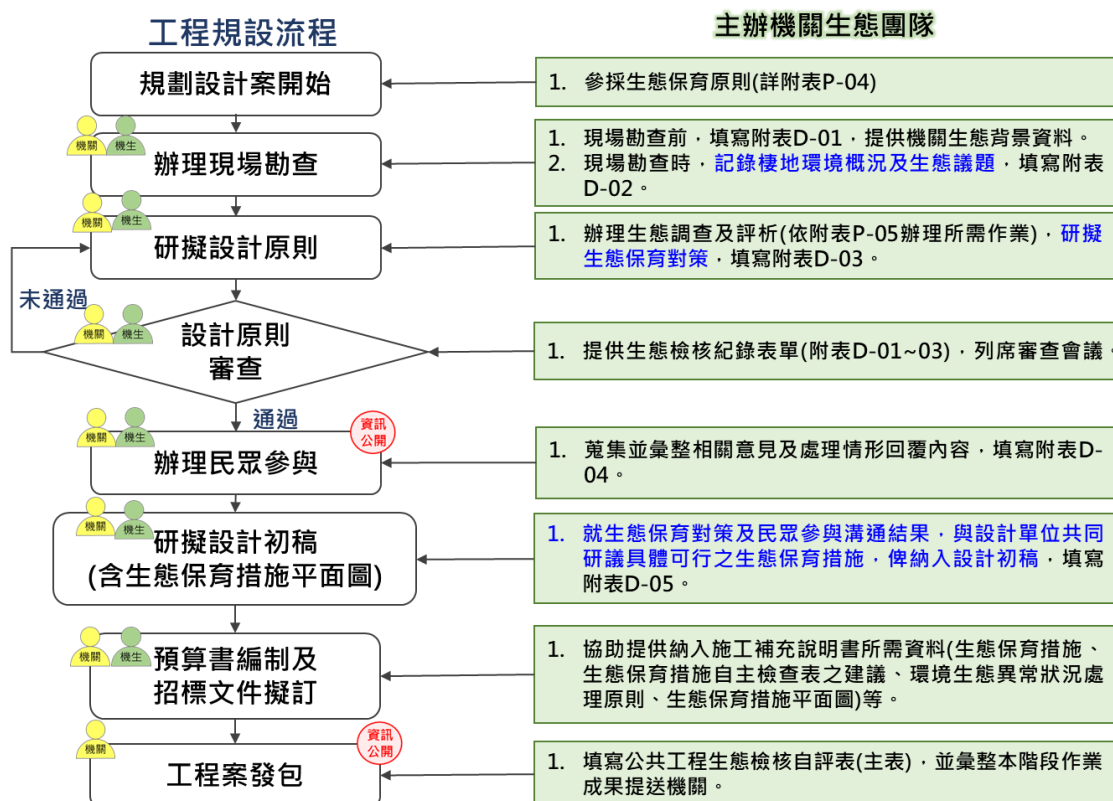 工程規設流程
主辦機關生態團隊
規劃設計案開始
1. 參採生態保育原則(詳附表P-04)
機關
機生
辦理現場勘查
1. 現場勘查前，填寫附表D-01，提供機關生態背景資料。
2. 現場勘查時，記錄棲地環境概況及生態議題，填寫附表
D-02。
機關
機生
研擬設計原則
1. 辦理生態調查及評析(依附表P-05辦理所需作業)，研擬
生態保育對策，填寫附表D-03。
未通過
機關
機生
設計原則
審查
1. 提供生態檢核紀錄表單(附表D-01~03)，列席審查會議。
通過
機關
機生
資訊
公開
辦理民眾參與
1. 蒐集並彙整相關意見及處理情形回覆內容，填寫附表D-
04。
機關
機生
研擬設計初稿
(含生態保育措施平面圖)
1. 就生態保育對策及民眾參與溝通結果，與設計單位共同
研議具體可行之生態保育措施，俾納入設計初稿，填寫
附表D-05。
機關
機生
預算書編制及
招標文件擬訂
1. 協助提供納入施工補充說明書所需資料(生態保育措施、
生態保育措施自主檢查表之建議、環境生態異常狀況處
理原則、生態保育措施平面圖)等。
機關
資訊
公開
工程案發包
1. 填寫公共工程生態檢核自評表(主表)，並彙整本階段作業
成果提送機關。